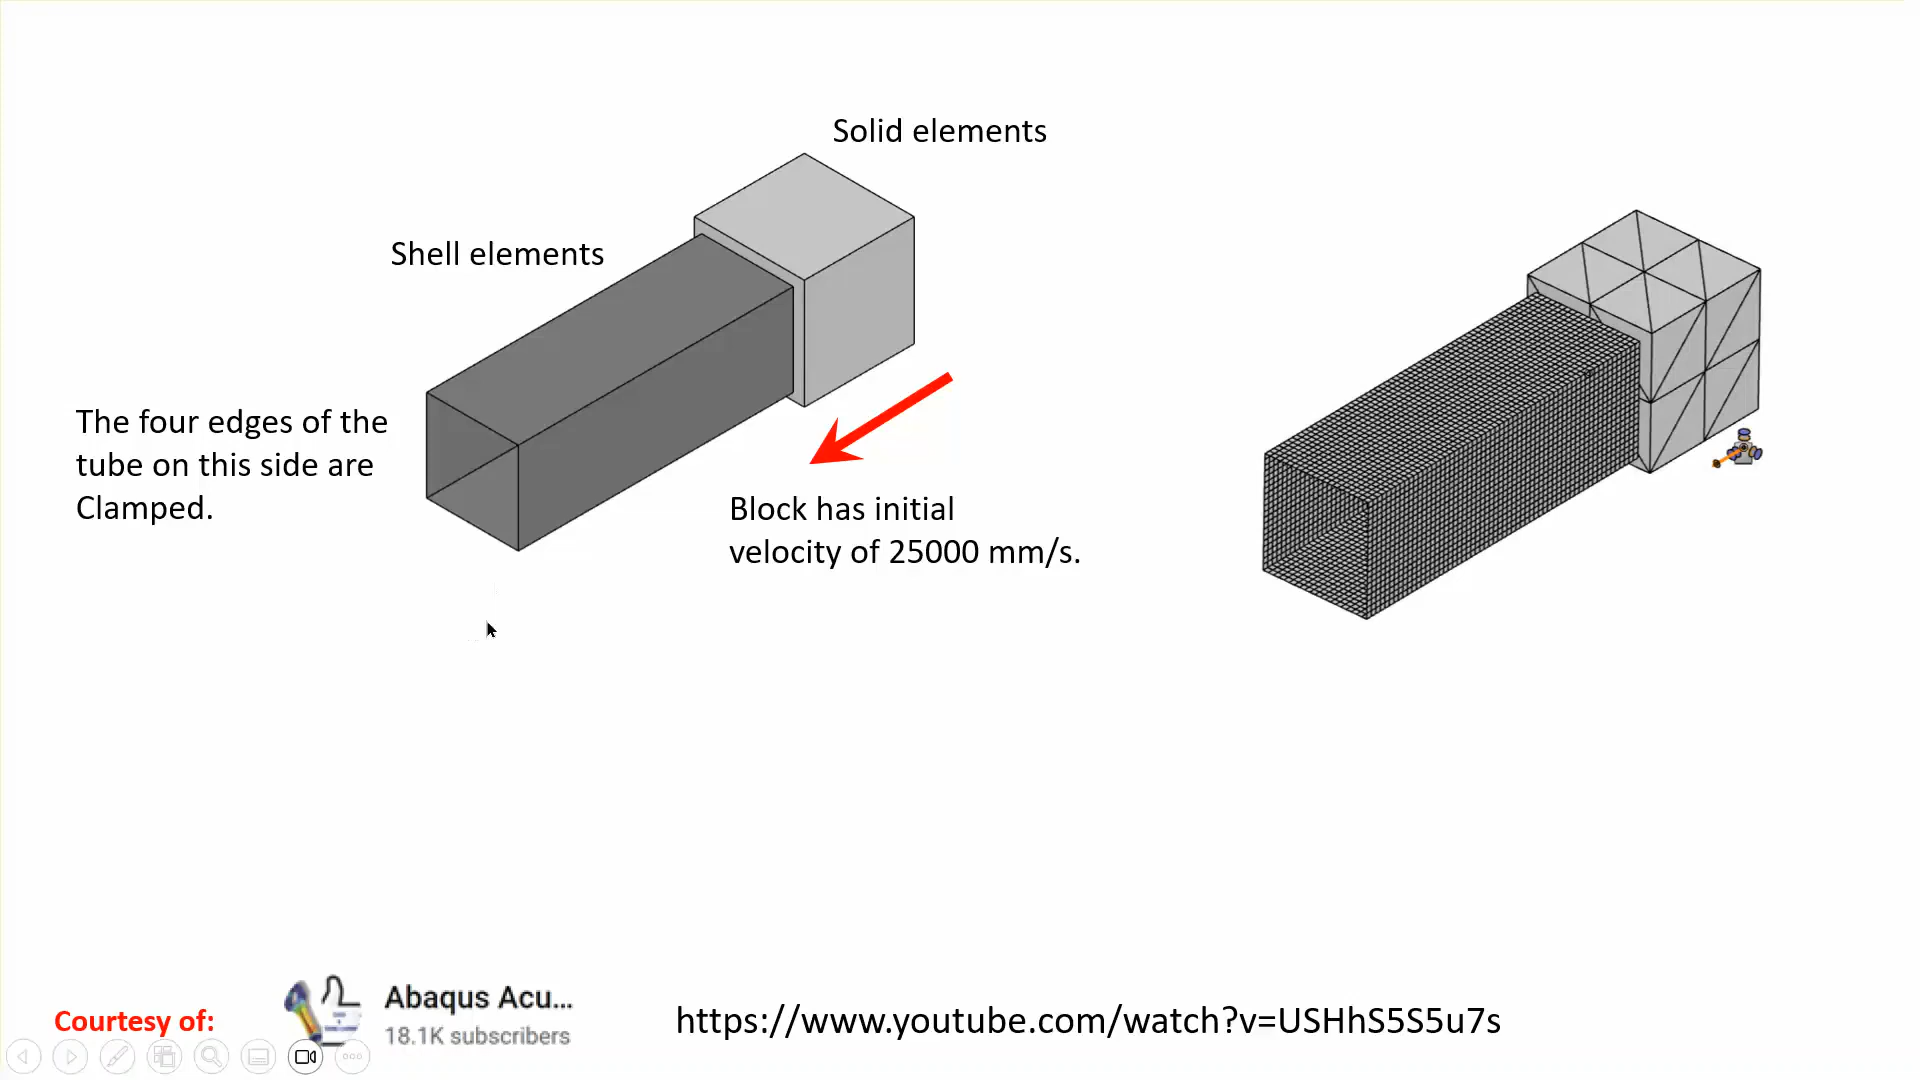 Solid elements
Shell elements
The four edges of the
tube on this side are
Clamped.
Block has initial
velocity of 25000 mm/s.
Courtesy of:
Abaqus Acu...
18.1K subscribers
https://www.youtube.com/watch?v=USHhS5S5u7s